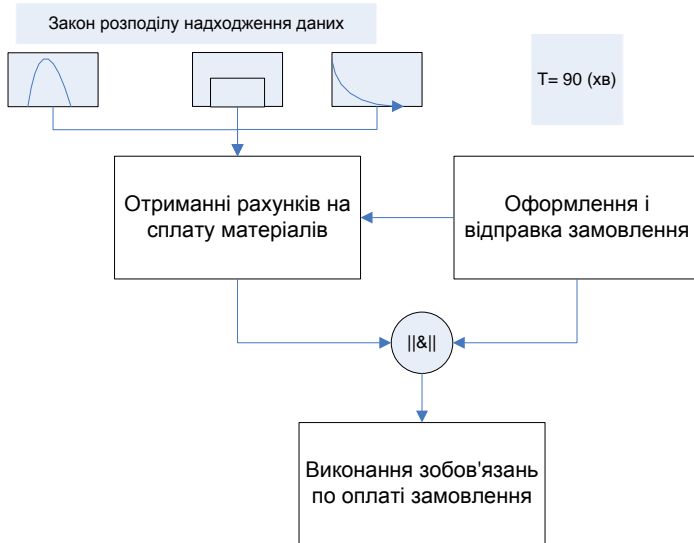 Закон розподілу надходження даних
T= 90 (хв)
Отриманні рахунків на
сплату матеріалів
Оформлення і
відправка замовлення
||&||
Виконання зобов'язань
по оплаті замовлення